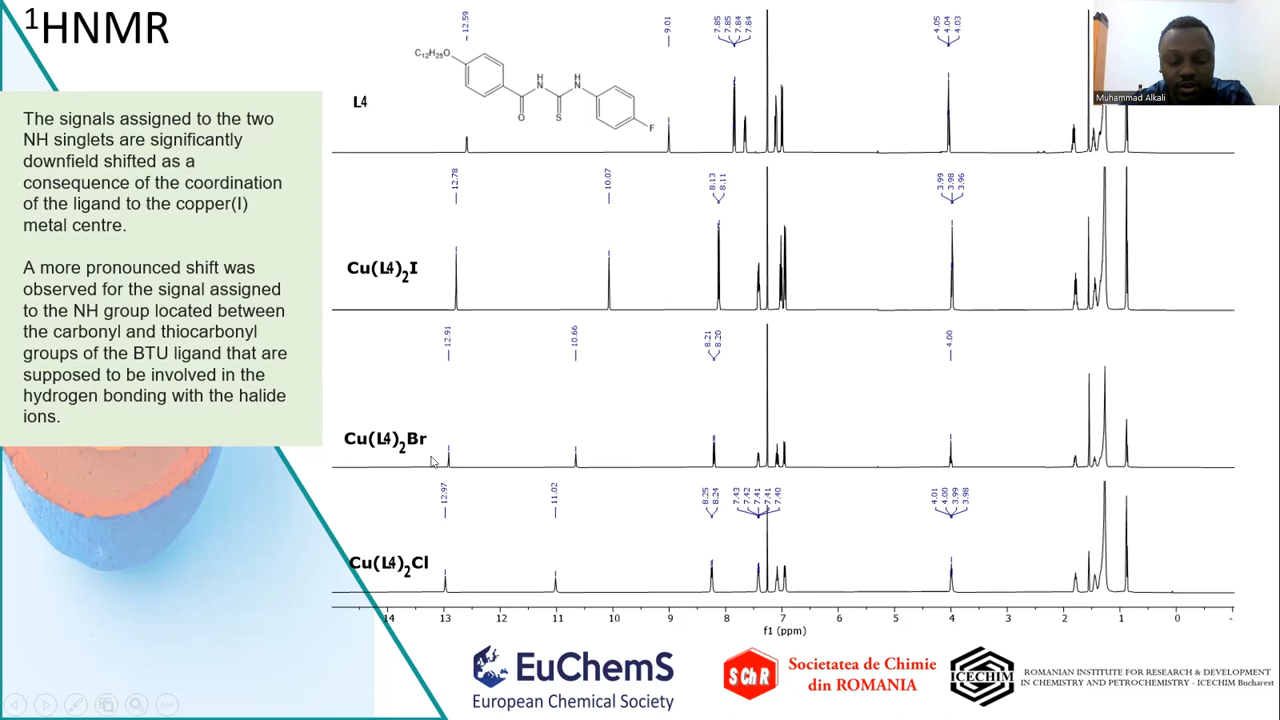 1HNMR
The signals assigned to the two
NH singlets are significantly
downfield shifted as a
consequence of the coordination
of the ligand to the copper(I)
metal centre.
A more pronounced shift was
observed for the signal assigned
to the NH group located between
the carbonyl and thiocarbonyl
groups of the BTU ligand that are
supposed to be involved in the
hydrogen bonding with the halide
ions.
12.59
9.01
7.85
7.85
7.84
7.84
4.05
4.04
4.03
C12H25O
H
N
H
N
O
S
F
L4
Muhammad Alkali
12.78
10.07
8.13
8.11
3.99
3.98
3.96
Cu(L4)2I
12.91
10.66
8.21
8.20
4.00
Cu(L4)2Br
12.97
11.02
8.25
8.24
7.43
7.42
7.41
7.41
7.40
4.01
4.00
3.99
3.98
Cu(L4)2Cl
14 13 12 11 10 9 8 7 6 5 4 3 2 1 0
f1 (ppm)
EuChemS
European Chemical Society
S Ch R
Societatea de Chimie
din ROMANIA
ICECHIM
ROMANIAN INSTITUTE FOR RESEARCH & DEVELOPMENT
IN CHEMISTRY AND PETROCHEMISTRY - ICECHIM Bucharest